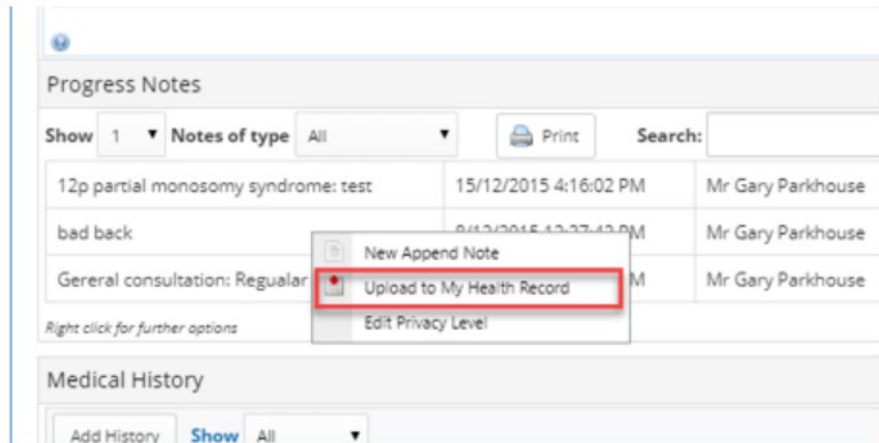 Progress Notes
Show 1 Notes of type All Print Search:
12p partial monosomy syndrome: test 15/12/2015 4:16:02 PM Mr Gary Parkhouse
bad back PM Mr Gary Parkhouse
New Append Note
Gereral consultation: Regualar M Mr Gary Parkhouse
Upload to My Health Record
Edit Privacy Level
Right click for further options
Medical History
Add History Show All